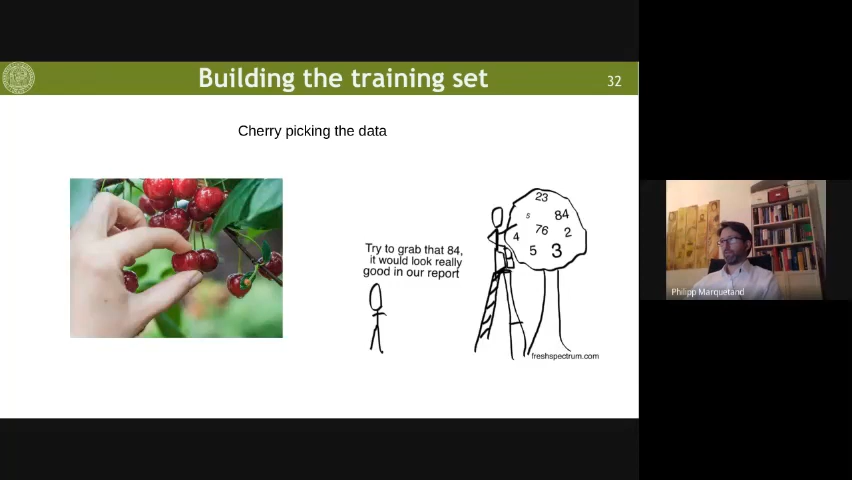 Building the training set
32
Cherry picking the data
Try to grab that 84,
it would look really
good in our report
23
5
84
76
2
4
5
3
freshspectrum.com
Philipp Marquetand